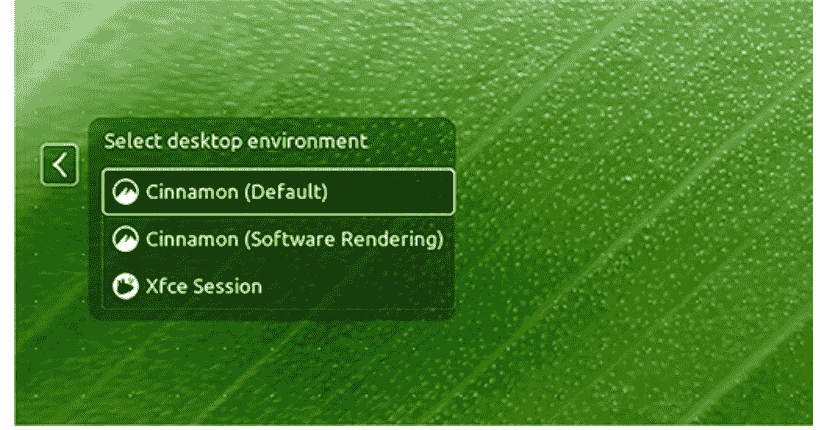 Select desktop environment
Cinnamon (Default)
Cinnamon (Software Rendering)
Xfce Session